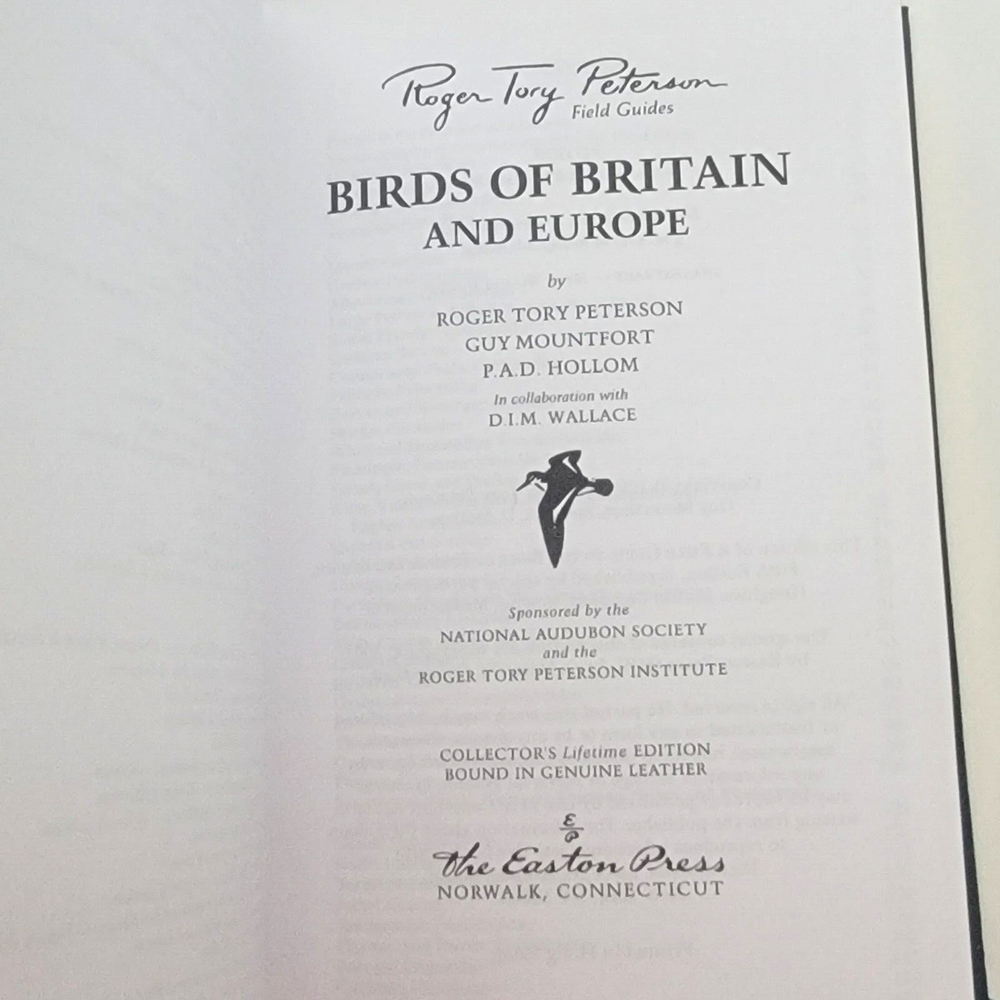 Roger Tory Peterson
Field Guides
BIRDS OF BRITAIN
AND EUROPE
by
ROGER TORY PETERSON
GUY MOUNTFORT
P.A.D. HOLLOM
In collaboration with
D.I.M. WALLACE
Sponsored by the
NATIONAL AUDUBON SOCIETY
and the
ROGER TORY PETERSON INSTITUTE
COLLECTOR'S Lifetime EDITION
BOUND IN GENUINE LEATHER
E
P
The Easton Press
NORWALK, CONNECTICUT